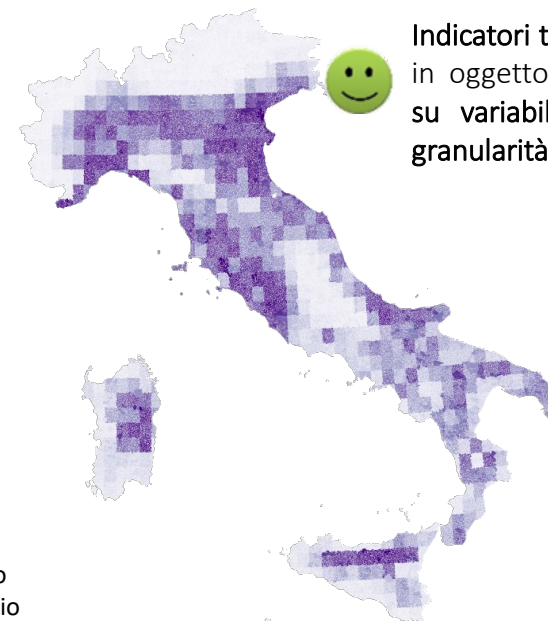 Indicatori t
in oggetto
su variabil
granularità
o
io